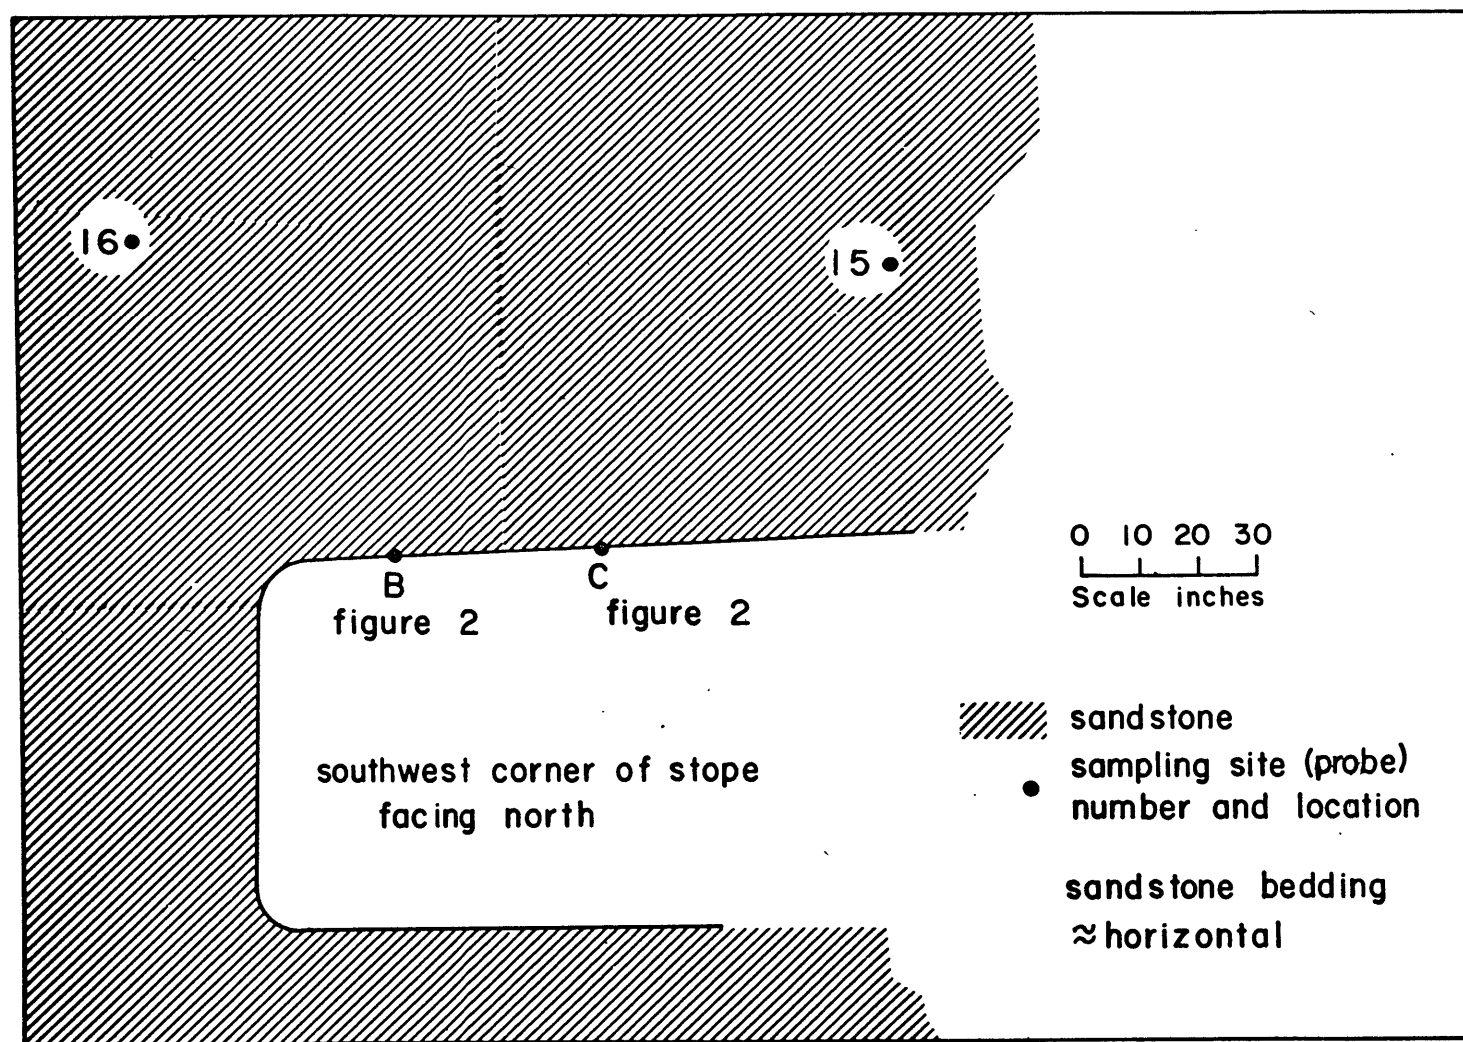 16
15
B
figure 2
C
figure 2
0 10 20 30
Scale inches
southwest corner of stope
facing north
sandstone
sampling site (probe)
number and location
sandstone bedding
≈ horizontal